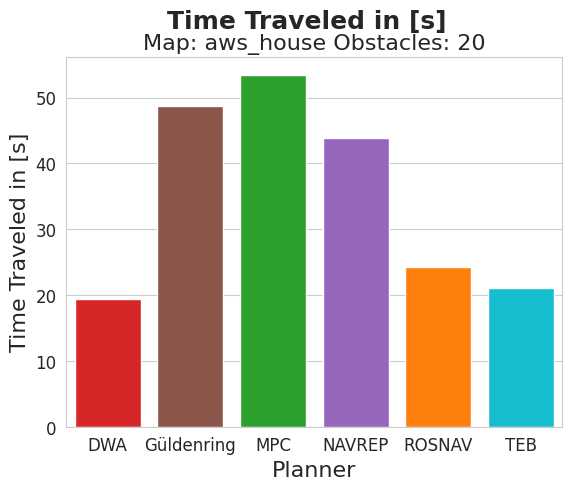 Time Traveled in [s]
Map: aws_house Obstacles: 20
Time Traveled in [s]
50
40
30
20
10
0
DWA Güldenring MPC NAVREP ROSNAV TEB
Planner